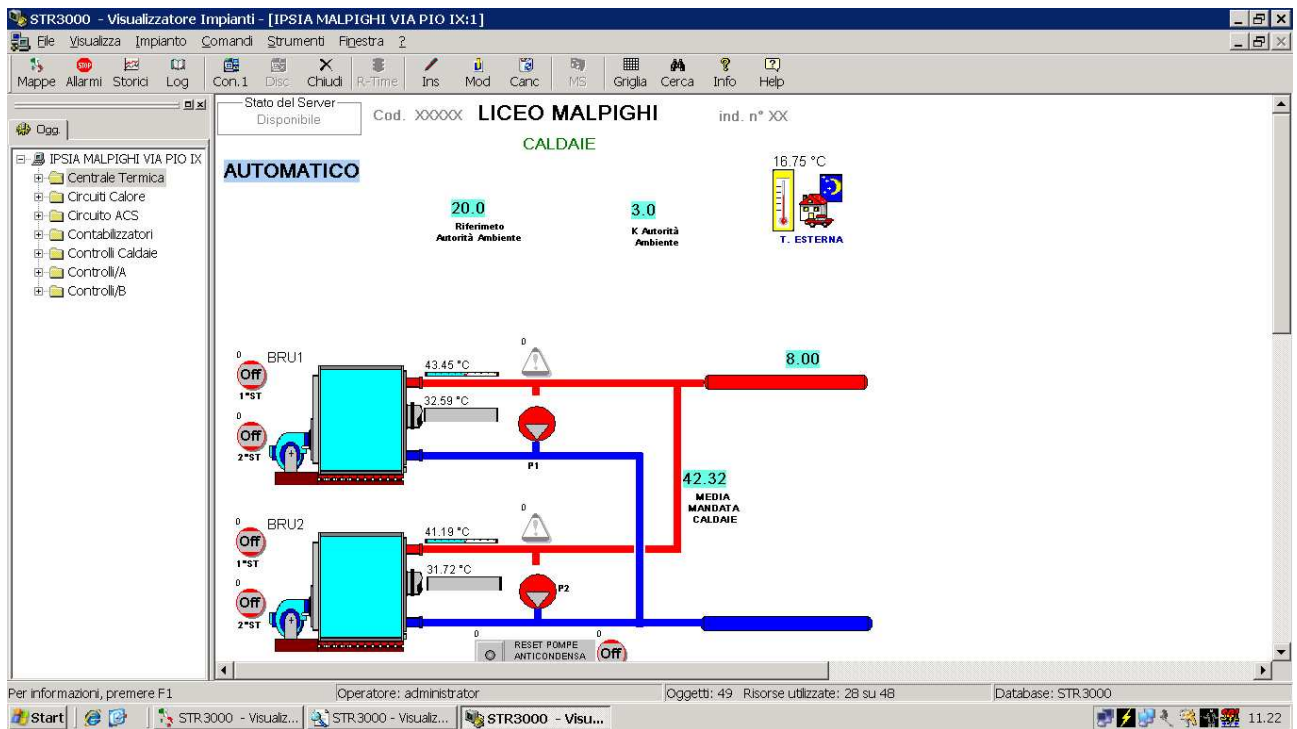 STR3000 - Visualizzatore Impianti - [IPSIA MALPIGHI VIA PIO IX:1]
File Visualizza Impianto Comandi Strumenti Finestra ?
Mappe Allarmi Storici Log Con.1 Disc Chiudi R-Time Ins Mod Canc MS Griglia Cerca Info Help
Ogg.
IPSIA MALPIGHI VIA PIO IX
Centrale Termica
Circuiti Calore
Circuito ACS
Contabilizzatori
Controlli Caldaie
Controlli/A
Controlli/B
Stato del Server
Disponibile
Cod. XXXXX LICEO MALPIGHI ind. n° XX
CALDAIE
AUTOMATICO
16.75 °C
T. ESTERNA
20.0
Riferimeto
Autorità Ambiente
3.0
K Autorità
Ambiente
0
BRU1
Off
1°ST
0
Off
2°ST
43.45 °C
32.59 °C
0
P1
8.00
42.32
MEDIA
MANDATA
CALDAIE
0
BRU2
Off
1°ST
0
Off
2°ST
41.19 °C
31.72 °C
0
P2
0
RESET POMPE
ANTICONDENSA
0
Off
Per informazioni, premere F1 Operatore: administrator Oggetti: 49 Risorse utilizzate: 28 su 48 Database: STR3000
Start STR3000 - Visualiz... STR3000 - Visualiz... STR3000 - Visu... 11.22